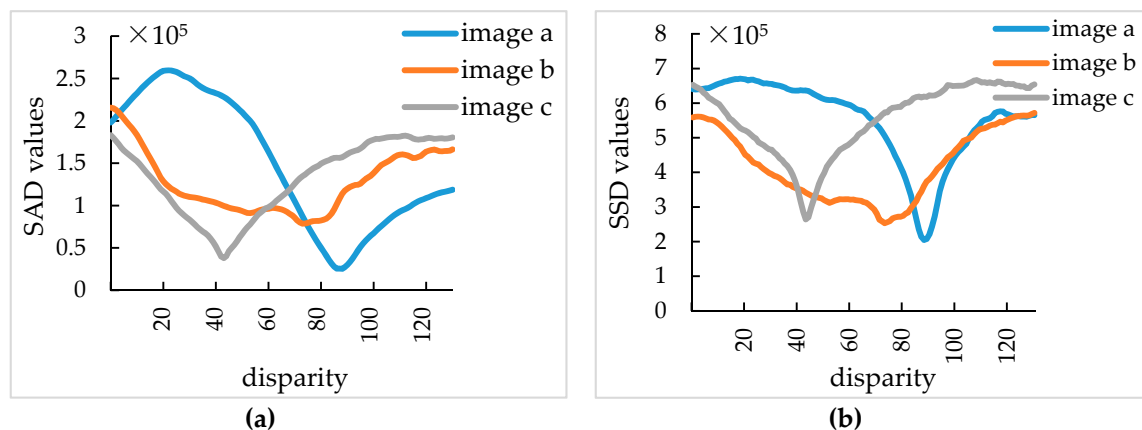 ×10⁵
image a
image b
image c
3
2.5
2
1.5
1
0.5
0
SAD values
20 40 60 80 100 120
disparity
(a)
×10⁵
image a
image b
image c
8
7
6
5
4
3
2
1
0
SSD values
20 40 60 80 100 120
disparity
(b)